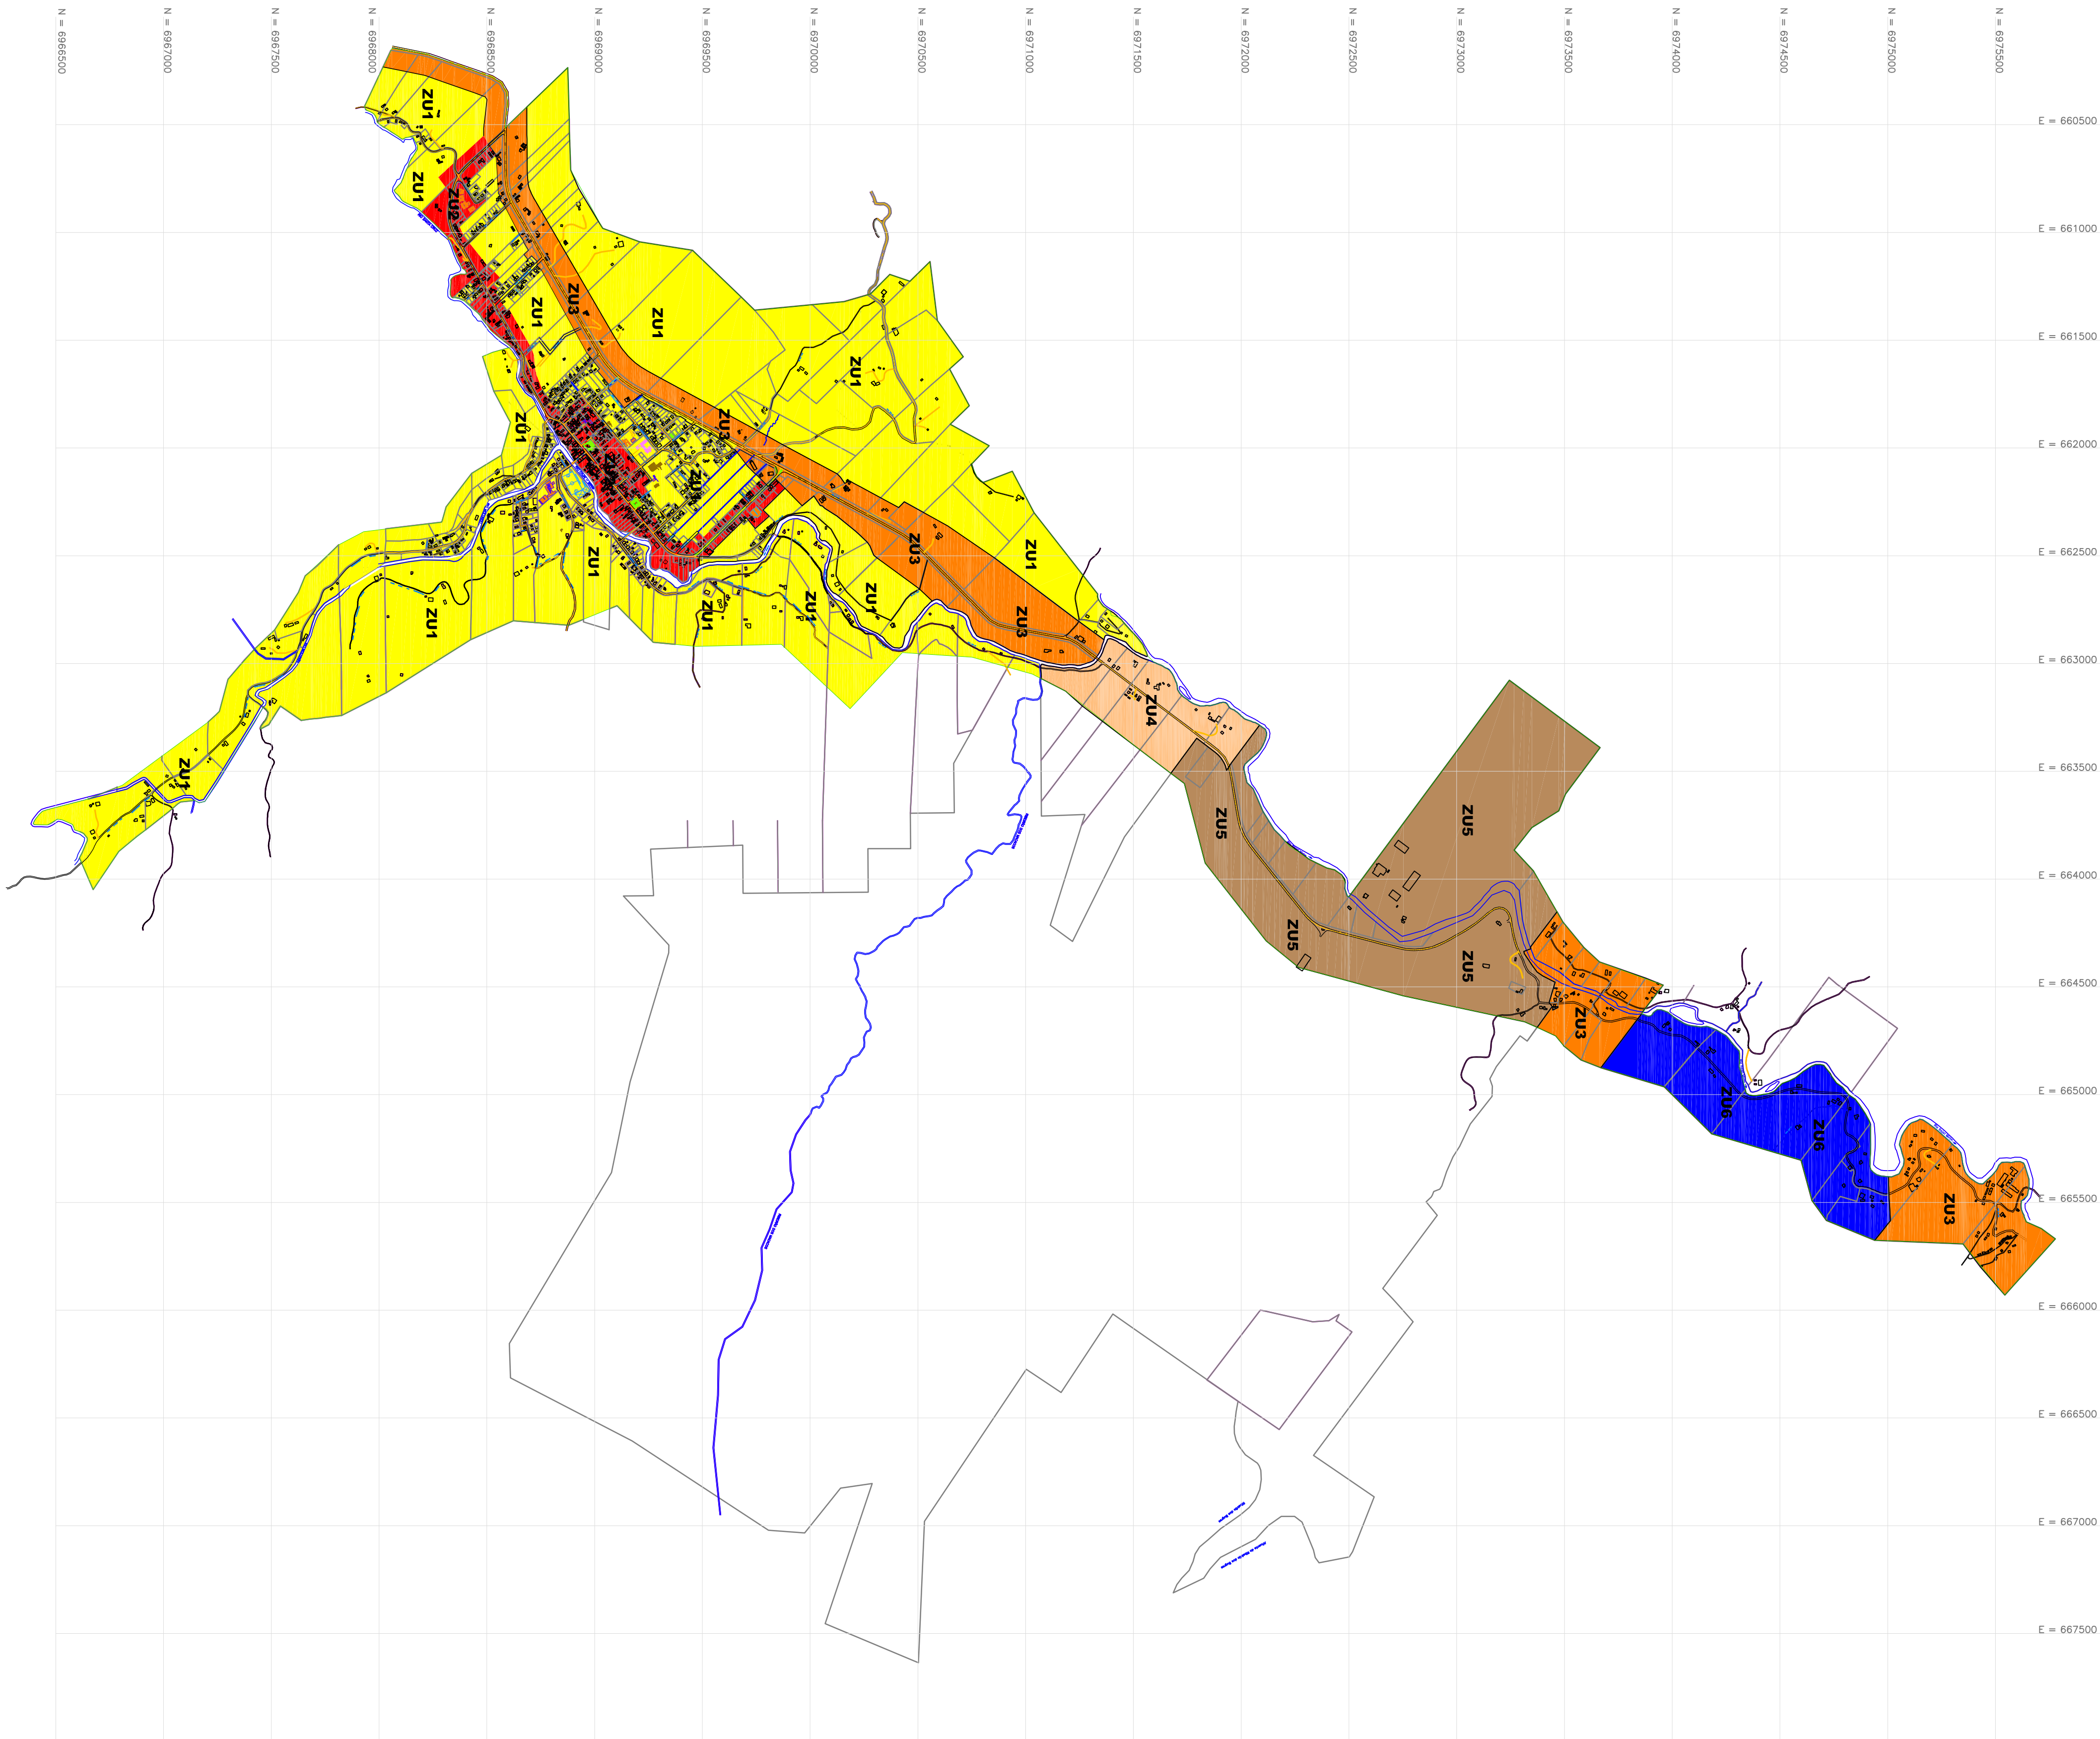 N = 6966500
N = 6967000
N = 6967500
N = 6968000
N = 6968500
N = 6969000
N = 6969500
N = 6970000
N = 6970500
N = 6971000
N = 6971500
N = 6972000
N = 6972500
N = 6973000
N = 6973500
N = 6974000
N = 6974500
N = 6975000
N = 6975500
E = 660500
E = 661000
E = 661500
E = 662000
E = 662500
E = 663000
E = 663500
E = 664000
E = 664500
E = 665000
E = 665500
E = 666000
E = 666500
E = 667000
E = 667500
ZU1
ZU1
ZU2
ZU3
ZU1
ZU1
ZU1
ZU3
ZU1
ZU1
ZU3
ZU1
ZU1
ZU1
ZU1
ZU1
ZU1
ZU3
ZU4
ZU1
ZU5
ZU5
ZU5
ZU5
ZU3
ZU6
ZU6
ZU3